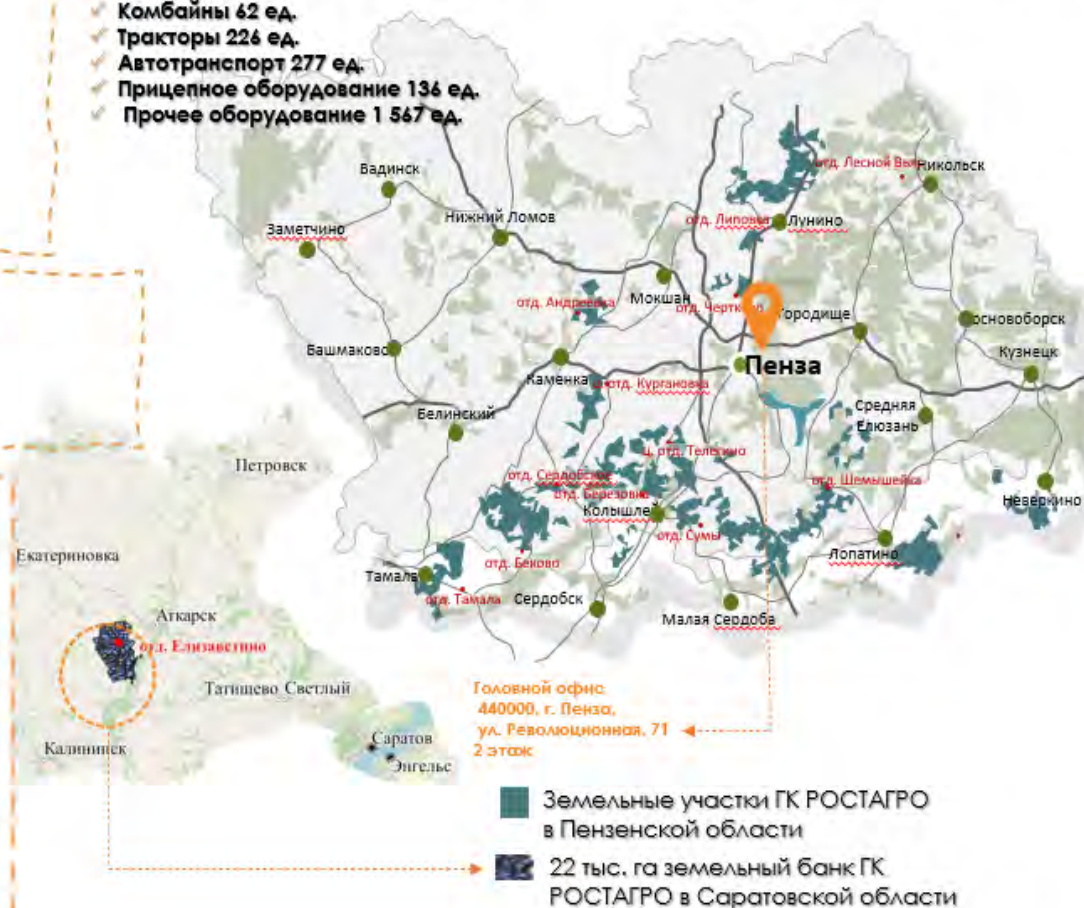 Комбайны 62 ед.
Тракторы 226 ед.
Автотранспорт 277 ед.
Прицепное оборудование 136 ед.
Прочее оборудование 1 567 ед.
Вадинск
отд. Лесной
Никольск
Нижний Ломов
отд. Липовка
Лунино
Заметчино
Мокшан
отд. Андреевка
отд.
Городище
Сосновоборск
Башмаково
Кузнецк
Пенза
Каменка
отд. Кургановка
Белинский
Средняя
Елюзань
ц. отд. Телегино
Петровск
отд. Сердобское
отд. Шемышейка
отд. Березовка
Неверкино
Колышлей
отд. Сумы
Екатериновка
Лопатино
отд. Беково
Тамала
отд. Тамала
Сердобск
Малая Сердоба
Аткарск
отд. Елизаветино
Татищево Светлый
Головной офис
440000, г. Пенза,
ул. Революционная, 71
2 этаж
Калининск
Саратов
Энгельс
Земельные участки ГК РОСТАГРО
в Пензенской области
22 тыс. га земельный банк ГК
РОСТАГРО в Саратовской области